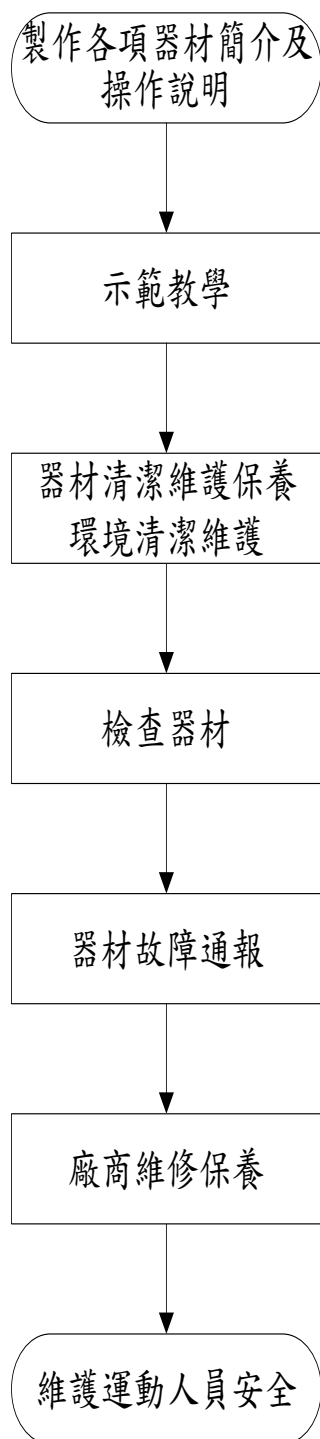 製作各項器材簡介及
操作說明
示範教學
器材清潔維護保養
環境清潔維護
檢查器材
器材故障通報
廠商維修保養
維護運動人員安全